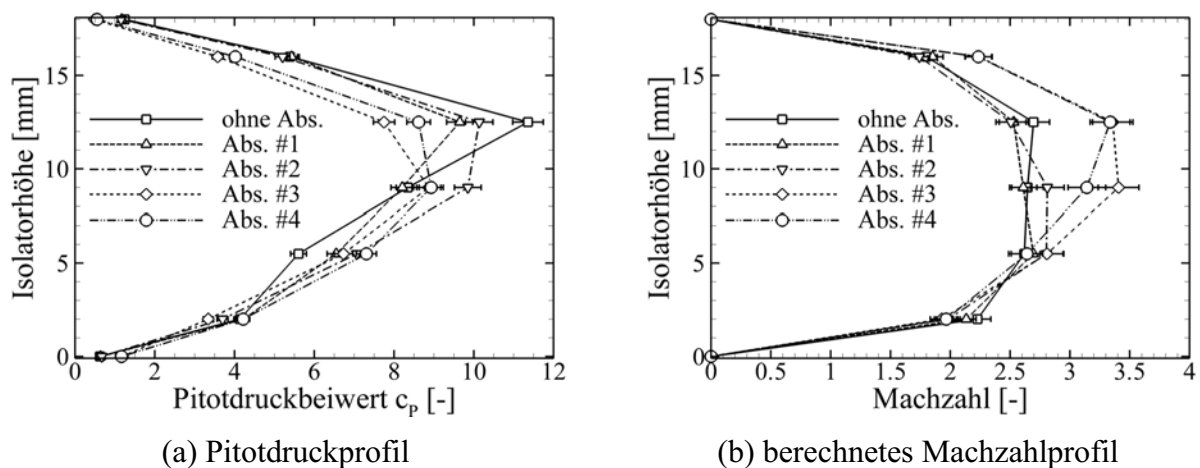 Isolatorhöhe [mm]
15
10
5
0
ohne Abs.
Abs. #1
Abs. #2
Abs. #3
Abs. #4
0 2 4 6 8 10 12
Pitotdruckbeiwert cP [-]
(a) Pitotdruckprofil
Isolatorhöhe [mm]
15
10
5
0
ohne Abs.
Abs. #1
Abs. #2
Abs. #3
Abs. #4
0 0.5 1 1.5 2 2.5 3 3.5 4
Machzahl [-]
(b) berechnetes Machzahlprofil